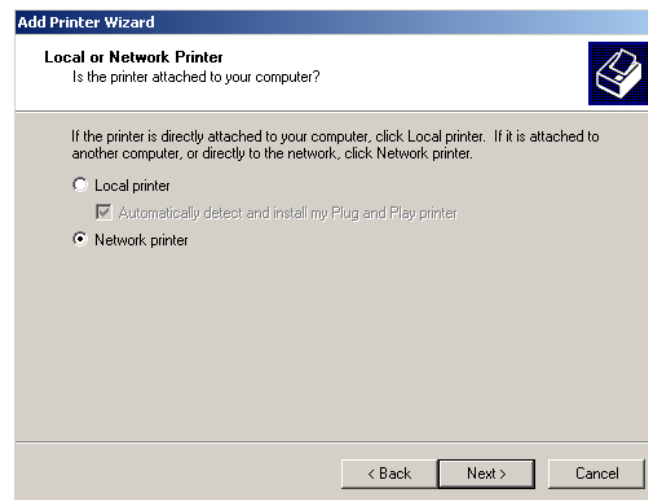 Add Printer Wizard
Local or Network Printer
Is the printer attached to your computer?
If the printer is directly attached to your computer, click Local printer. If it is attached to
another computer, or directly to the network, click Network printer.
Local printer
Automatically detect and install my Plug and Play printer
Network printer
< Back Next > Cancel